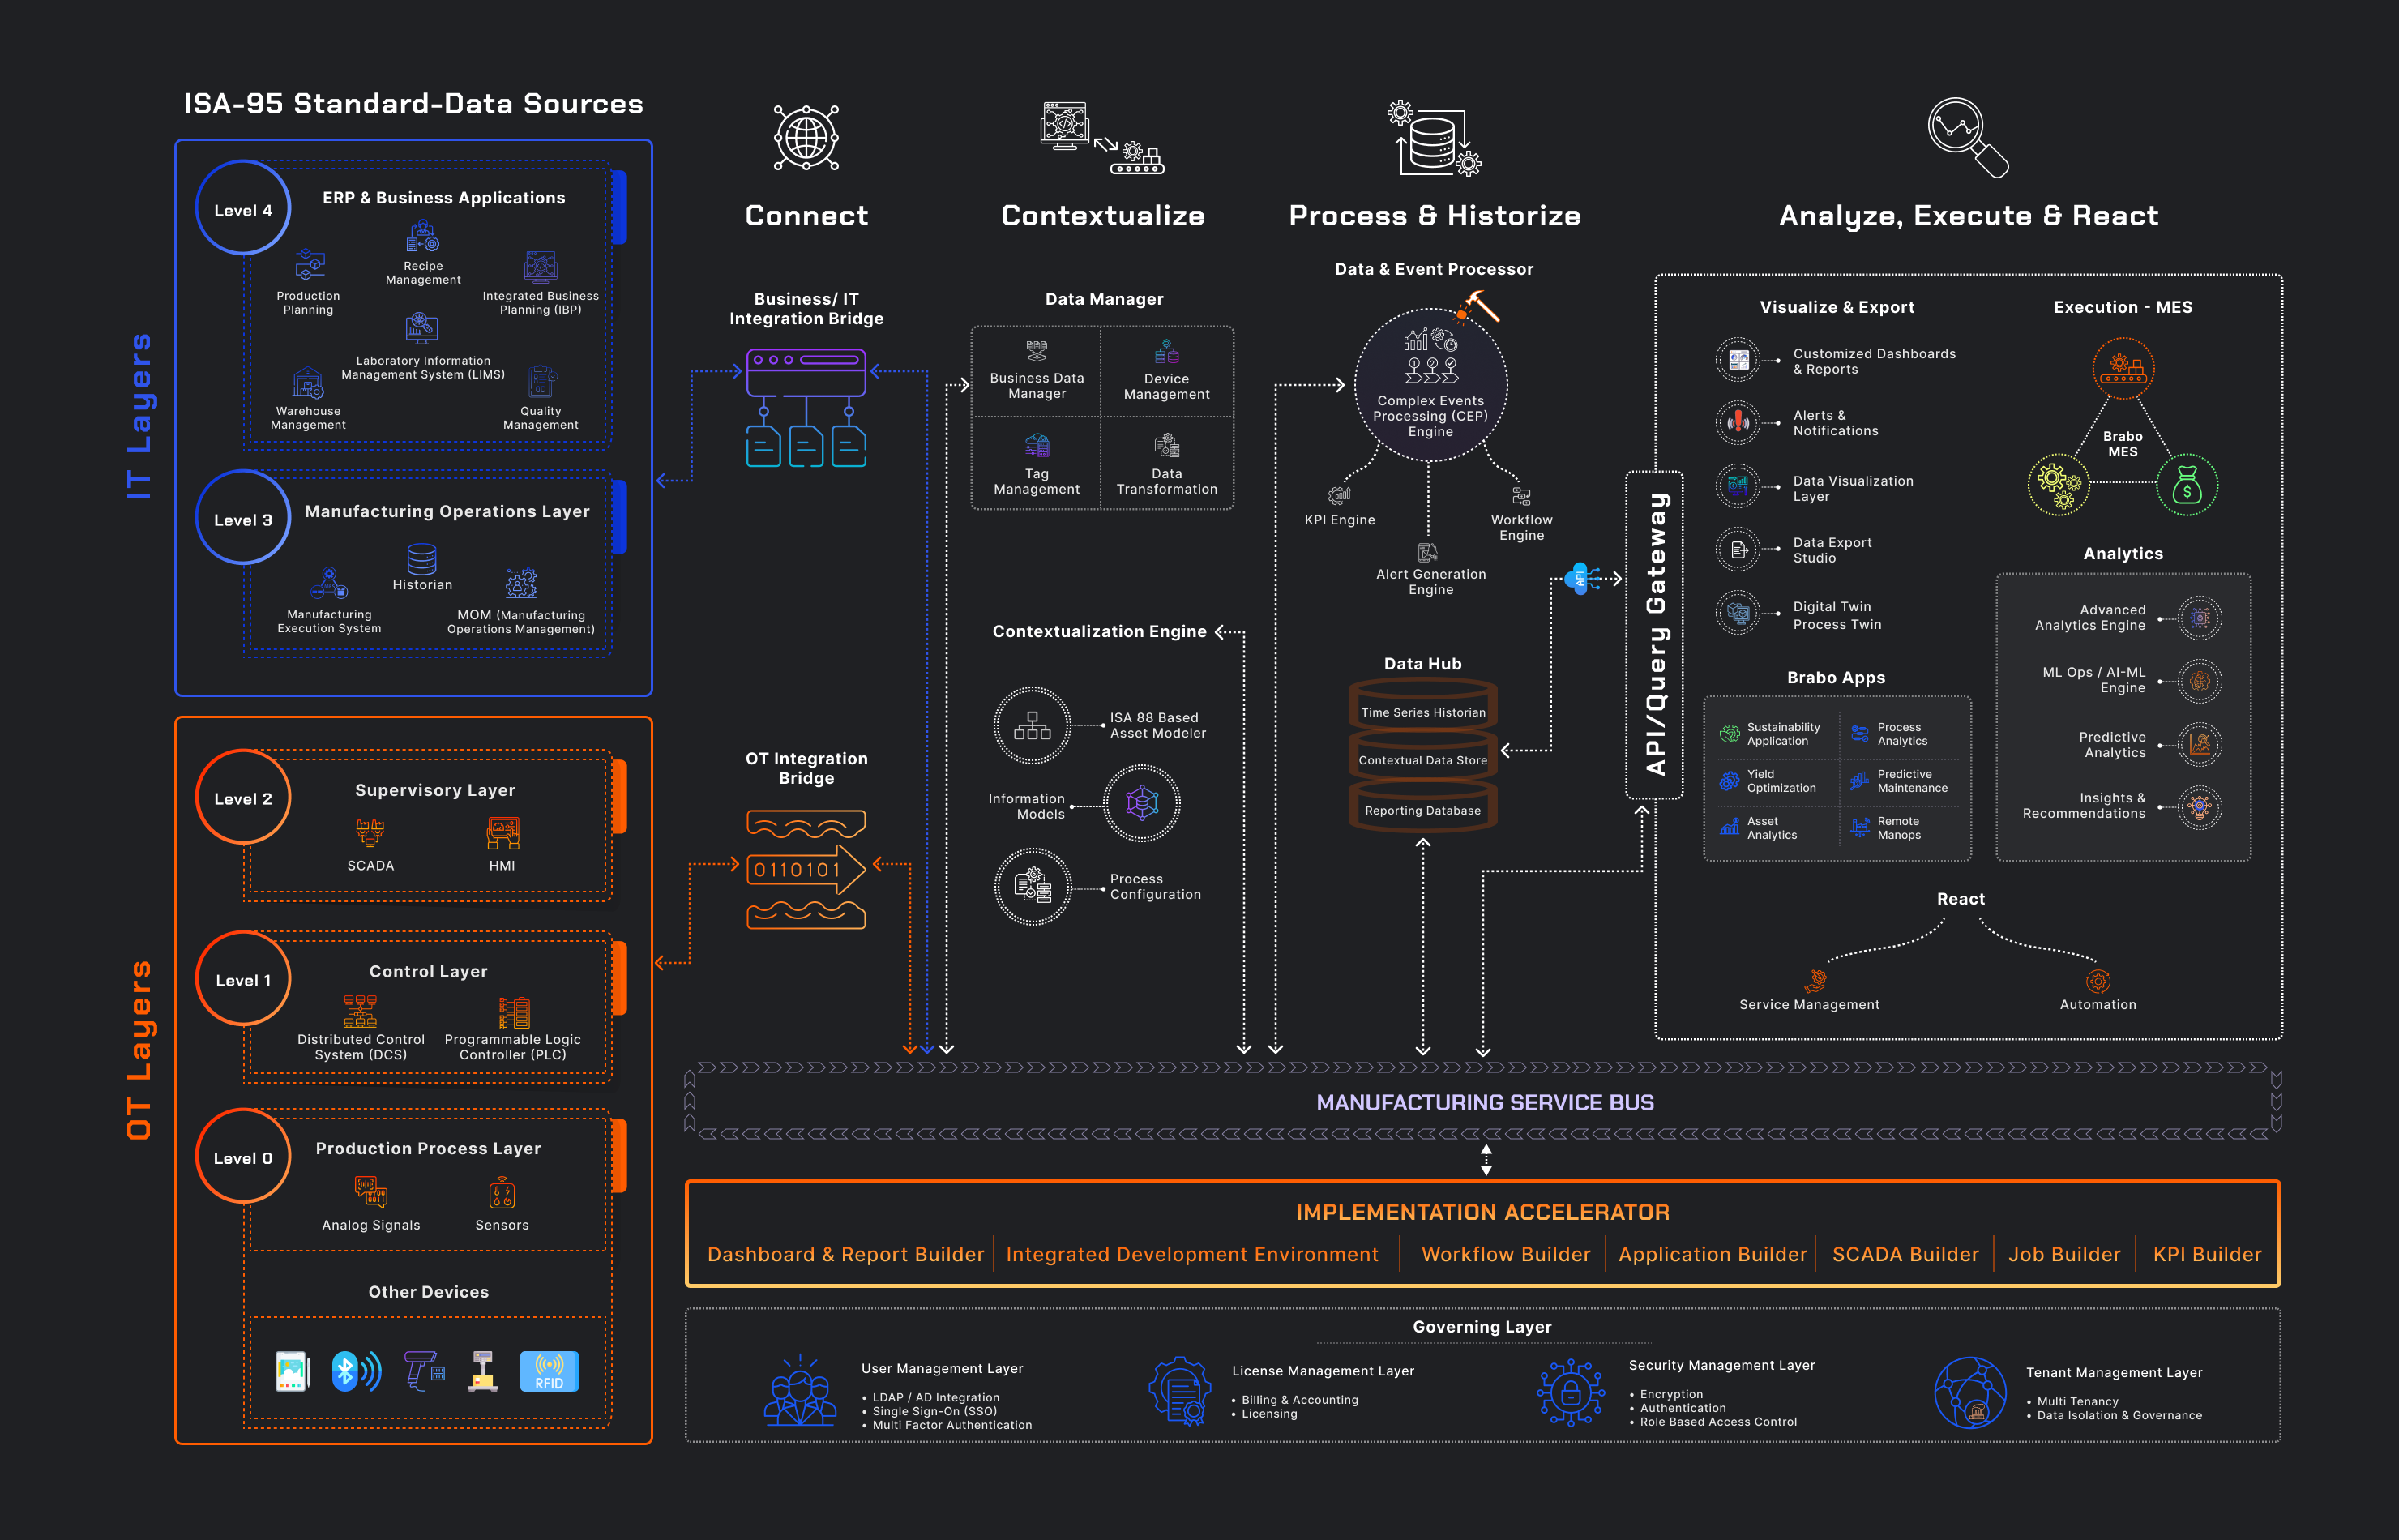 ISA-95 Standard-Data Sources
IT Layers
Level 4
ERP & Business Applications
Recipe
Management
Production
Planning
Integrated Business
Planning (IBP)
Laboratory Information
Management System (LIMS)
Warehouse
Management
Quality
Management
Level 3
Manufacturing Operations Layer
Historian
Manufacturing
Execution System
MOM (Manufacturing
Operations Management)
OT Layers
Level 2
Supervisory Layer
SCADA
HMI
Level 1
Control Layer
Distributed Control
System (DCS)
Programmable Logic
Controller (PLC)
Level 0
Production Process Layer
Analog Signals
Sensors
Other Devices
RFID
Connect
Business/ IT
Integration Bridge
OT Integration
Bridge
0110101
Contextualize
Data Manager
Business Data
Manager
Device
Management
Tag
Management
Data
Transformation
Contextualization Engine
ISA 88 Based
Asset Modeler
Information
Models
Process
Configuration
Process & Historize
Data & Event Processor
Complex Events
Processing (CEP)
Engine
KPI Engine
Workflow
Engine
Alert Generation
Engine
API
Data Hub
Time Series Historian
Contextual Data Store
Reporting Database
API/Query Gateway
Analyze, Execute & React
Visualize & Export
Customized Dashboards
& Reports
Alerts &
Notifications
Data Visualization
Layer
Data Export
Studio
Digital Twin
Process Twin
Execution - MES
Brabo
MES
$
Analytics
Advanced
Analytics Engine
ML Ops / AI-ML
Engine
Predictive
Analytics
Insights &
Recommendations
Brabo Apps
Sustainability
Application
Process
Analytics
Yield
Optimization
Predictive
Maintenance
Asset
Analytics
Remote
Manops
React
Service Management
Automation
MANUFACTURING SERVICE BUS
IMPLEMENTATION ACCELERATOR
Dashboard & Report Builder
Integrated Development Environment
Workflow Builder
Application Builder
SCADA Builder
Job Builder
KPI Builder
Governing Layer
User Management Layer
• LDAP / AD Integration
• Single Sign-On (SSO)
• Multi Factor Authentication
License Management Layer
• Billing & Accounting
• Licensing
Security Management Layer
• Encryption
• Authentication
• Role Based Access Control
Tenant Management Layer
• Multi Tenancy
• Data Isolation & Governance